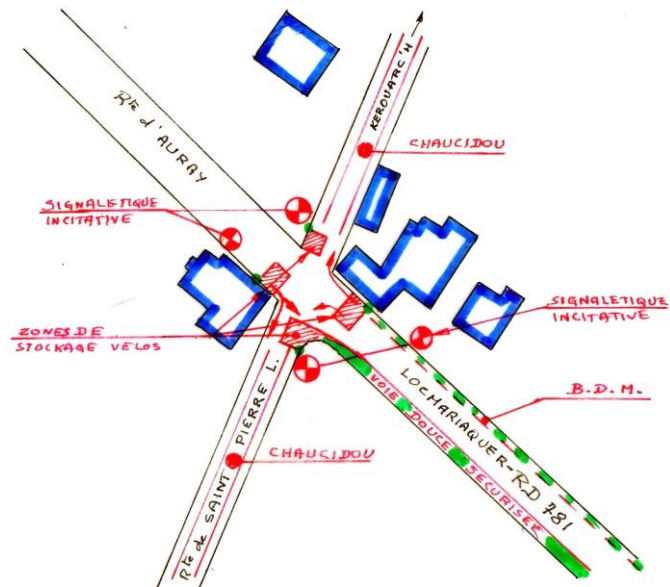 KEROUARC'H
Rte d'AURAY
CHAUCIDOU
SIGNALETIQUE
INCITATIVE
SIGNALETIQUE
INCITATIVE
ZONES DE
STOCKAGE VELOS
B.D.M.
LOCMARIAQUER-RD 781
VOIE DOUCE SECURISEE
CHAUCIDOU
Rte de SAINT PIERRE L.